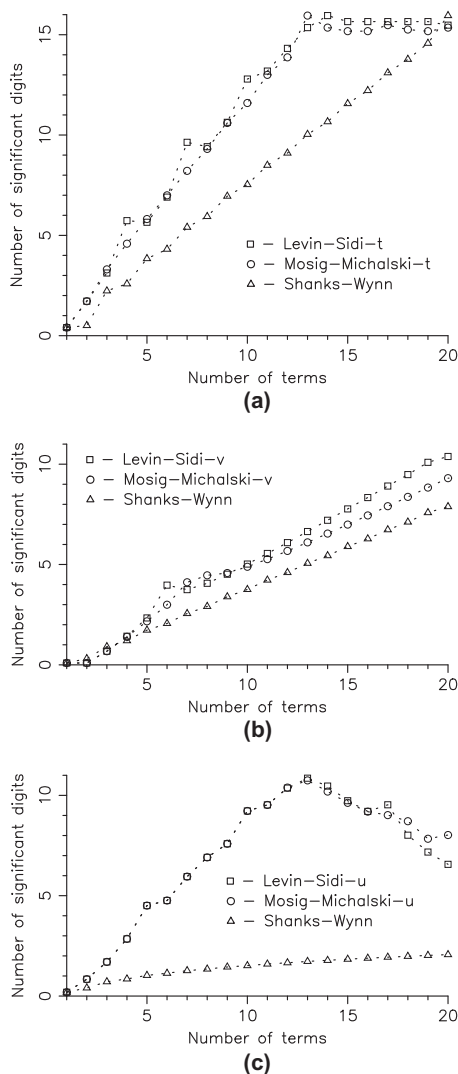 Number of significant digits
15
10
5
0
□ – Levin–Sidi–t
○ – Mosig–Michalski–t
△ – Shanks–Wynn
5 10 15 20
Number of terms
(a)
Number of significant digits
10
5
0
□ – Levin–Sidi–v
○ – Mosig–Michalski–v
△ – Shanks–Wynn
5 10 15 20
Number of terms
(b)
Number of significant digits
10
5
0
□ – Levin–Sidi–u
○ – Mosig–Michalski–u
△ – Shanks–Wynn
5 10 15 20
Number of terms
(c)